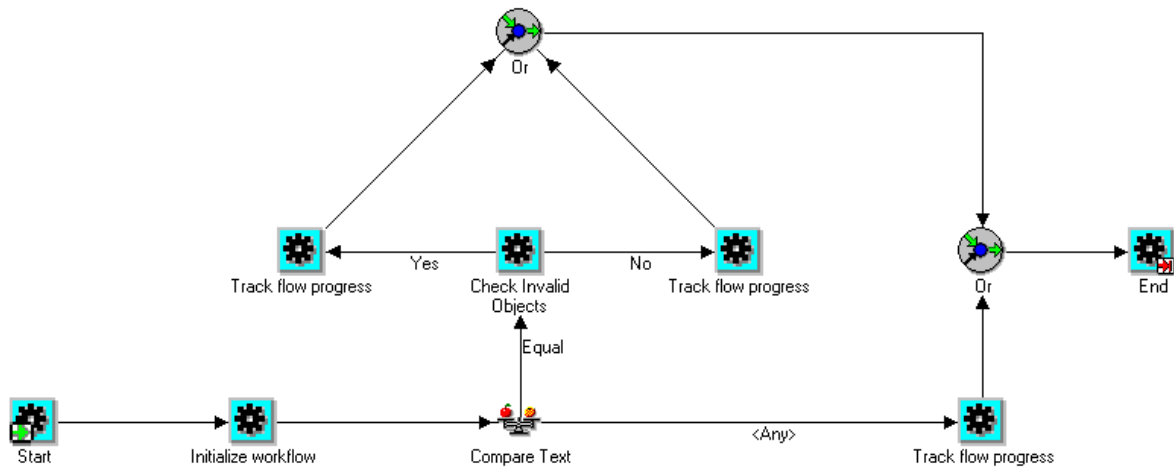 Or
Yes
No
Track flow progress
Check Invalid
Objects
Track flow progress
Or
End
Equal
<Any>
Start
Initialize workflow
Compare Text
Track flow progress